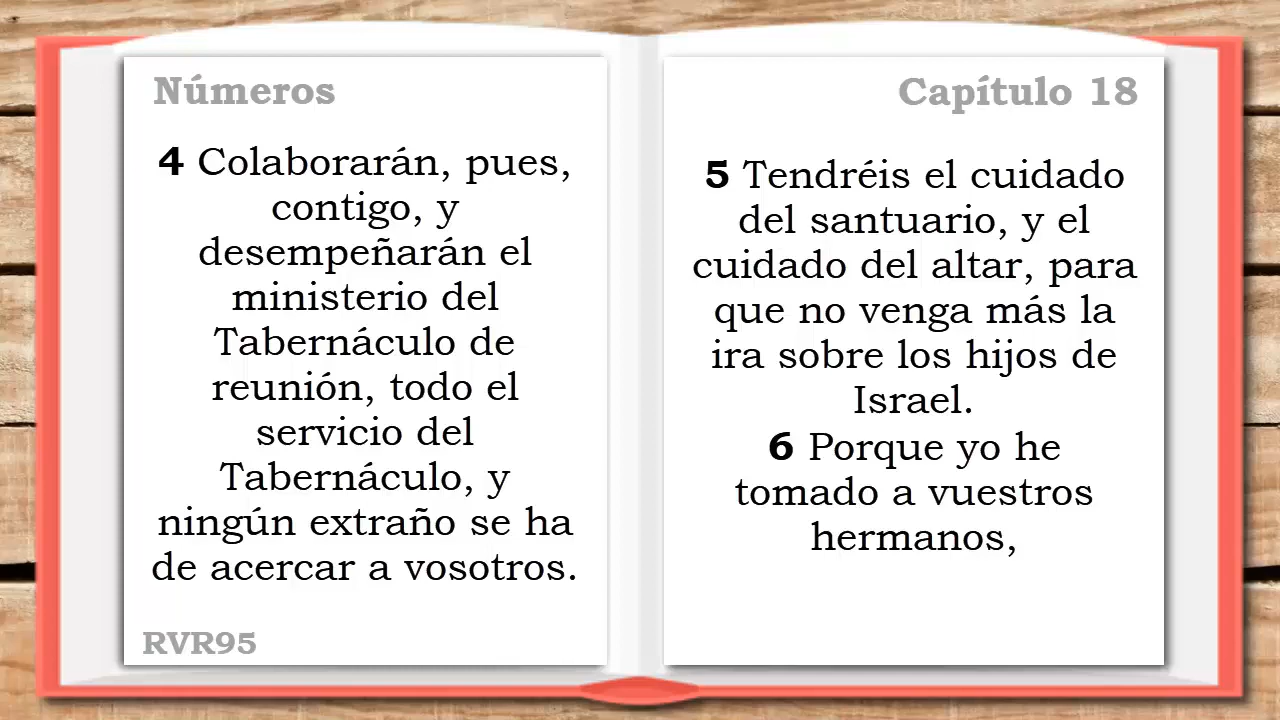 Números
4 Colaborarán, pues,
contigo, y
desempeñarán el
ministerio del
Tabernáculo de
reunión, todo el
servicio del
Tabernáculo, y
ningún extraño se ha
de acercar a vosotros.
RVR95
Capítulo 18
5 Tendréis el cuidado
del santuario, y el
cuidado del altar, para
que no venga más la
ira sobre los hijos de
Israel.
6 Porque yo he
tomado a vuestros
hermanos,